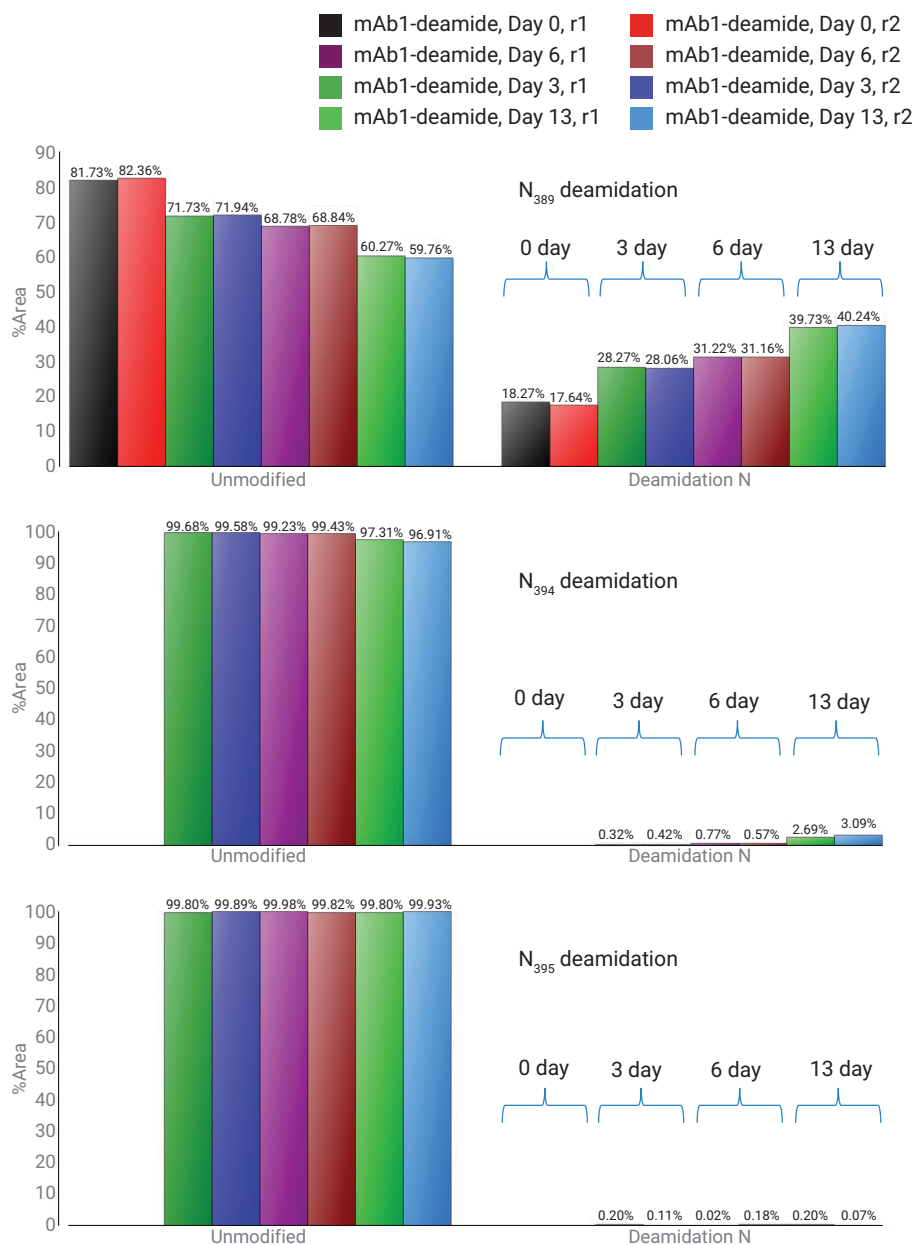 mAb1-deamide, Day 0, r1
mAb1-deamide, Day 0, r2
mAb1-deamide, Day 6, r1
mAb1-deamide, Day 6, r2
mAb1-deamide, Day 3, r1
mAb1-deamide, Day 3, r2
mAb1-deamide, Day 13, r1
mAb1-deamide, Day 13, r2
%Area
90
80
70
60
50
40
30
20
10
0
81.73%
82.36%
71.73%
71.94%
68.78%
68.84%
60.27%
59.76%
N389 deamidation
0 day
3 day
6 day
13 day
18.27%
17.64%
28.27%
28.06%
31.22%
31.16%
39.73%
40.24%
Unmodified
Deamidation N
%Area
100
90
80
70
60
50
40
30
20
10
0
99.68%
99.58%
99.23%
99.43%
97.31%
96.91%
N394 deamidation
0 day
3 day
6 day
13 day
0.32%
0.42%
0.77%
0.57%
2.69%
3.09%
Unmodified
Deamidation N
%Area
100
90
80
70
60
50
40
30
20
10
0
99.80%
99.89%
99.98%
99.82%
99.80%
99.93%
N395 deamidation
0 day
3 day
6 day
13 day
0.20%
0.11%
0.02%
0.18%
0.20%
0.07%
Unmodified
Deamidation N